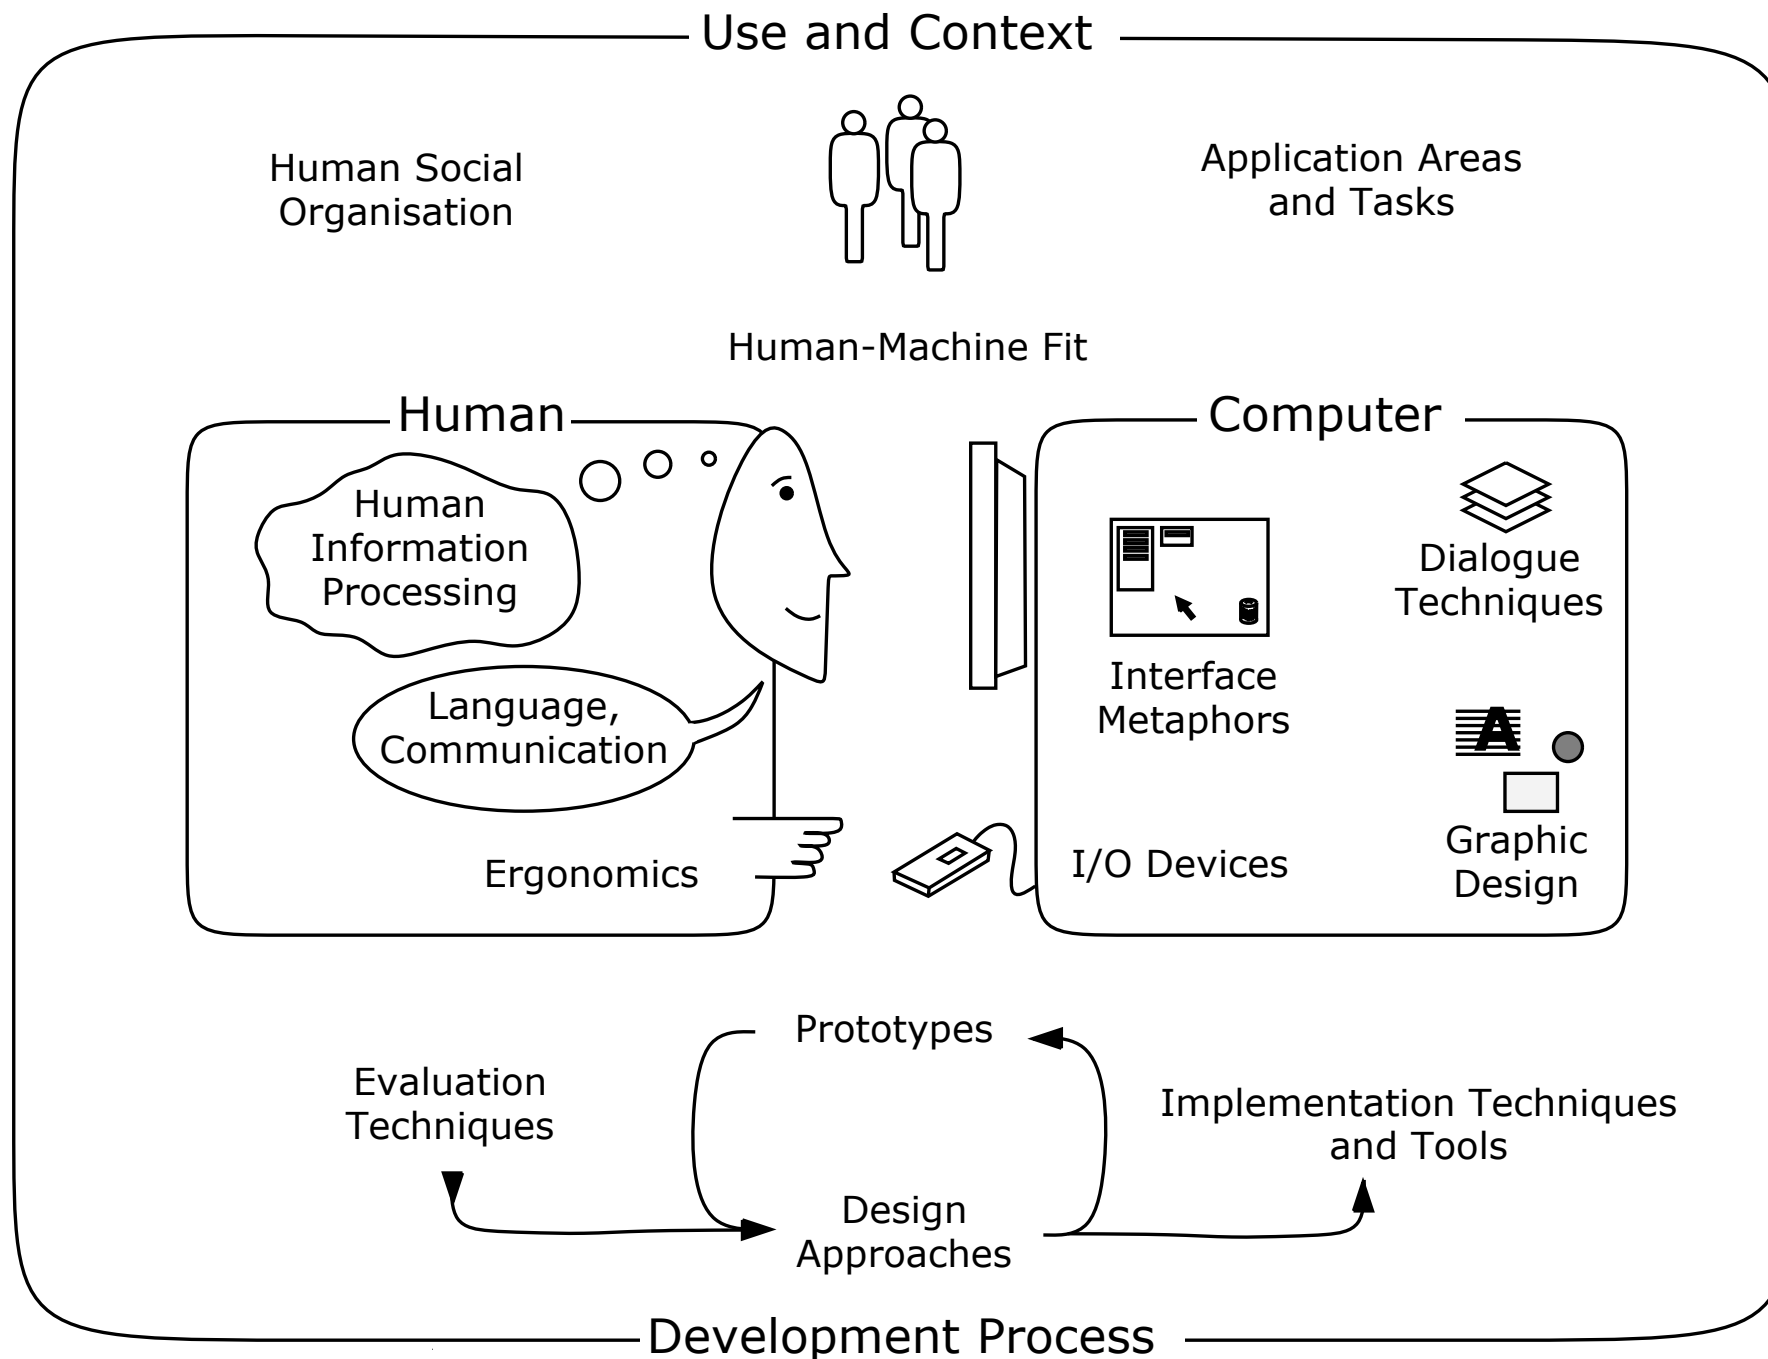 Use and Context
Human Social
Organisation
Application Areas
and Tasks
Human-Machine Fit
Human
Human
Information
Processing
Language,
Communication
Ergonomics
Computer
Dialogue
Techniques
Interface
Metaphors
A
I/O Devices
Graphic
Design
Prototypes
Evaluation
Techniques
Implementation Techniques
and Tools
Design
Approaches
Development Process